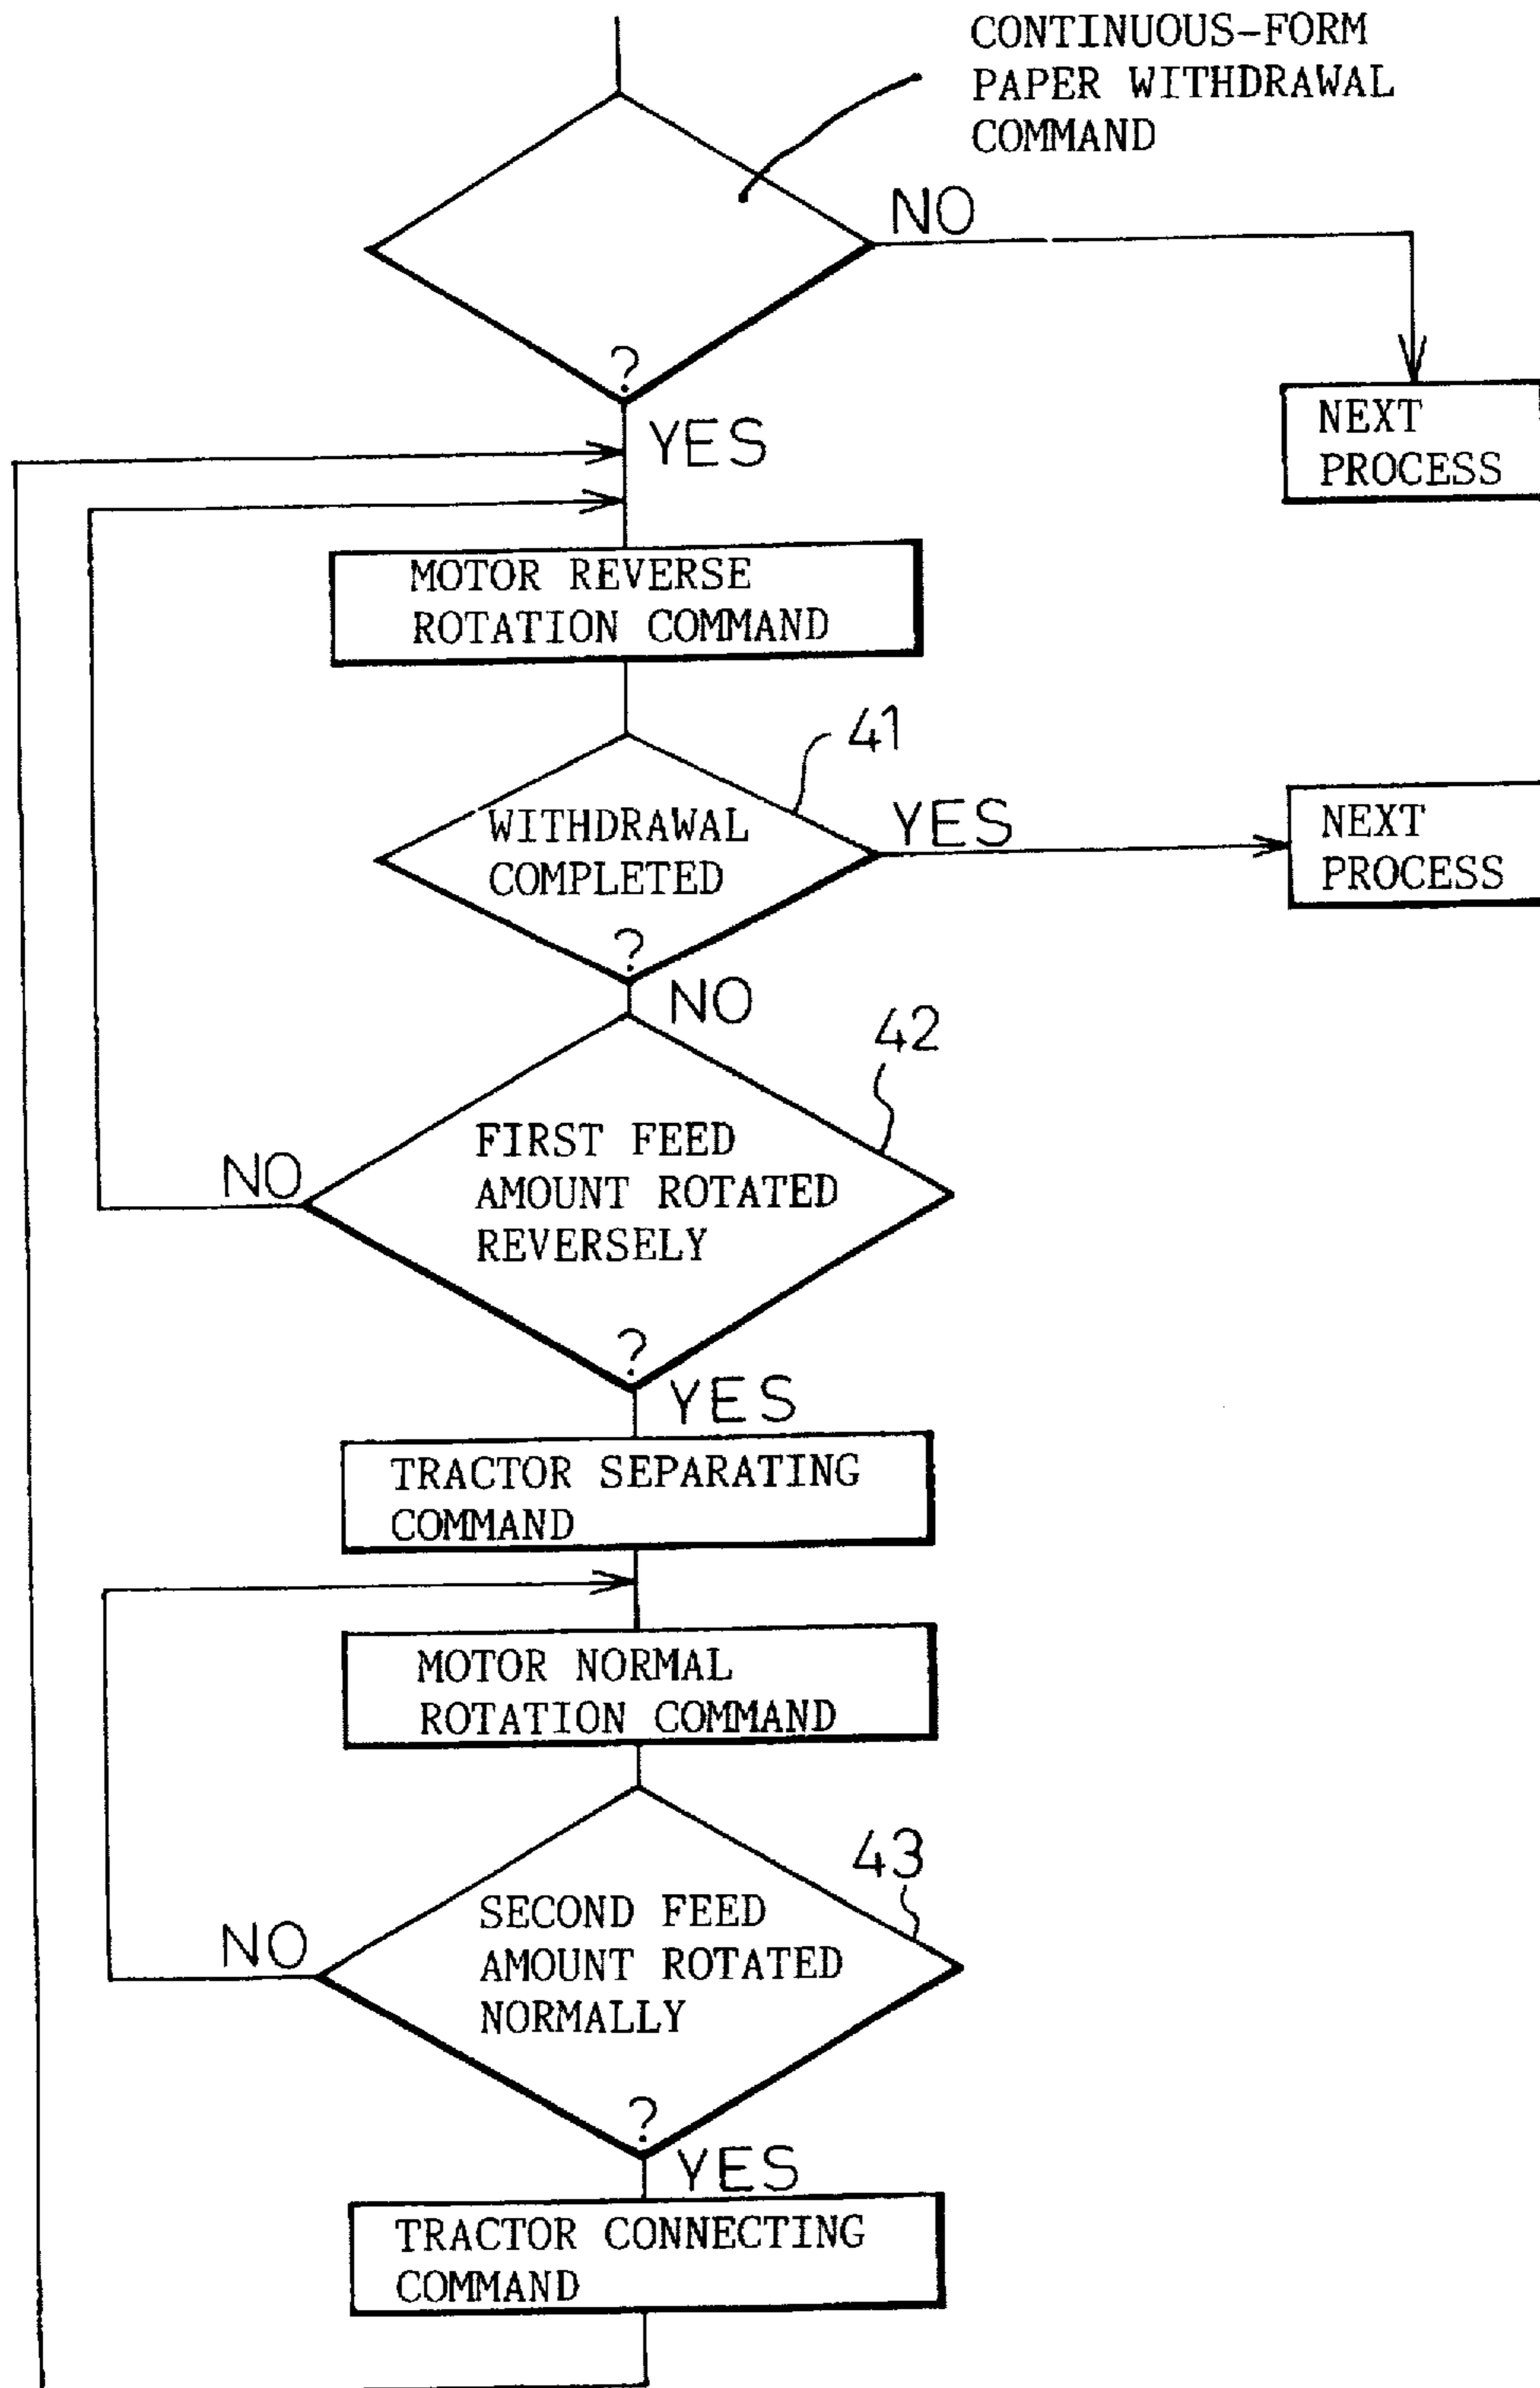 CONTINUOUS-FORM
PAPER WITHDRAWAL
COMMAND
NO
?
YES
NEXT
PROCESS
MOTOR REVERSE
ROTATION COMMAND
41
WITHDRAWAL
COMPLETED
YES
NEXT
PROCESS
?
NO
42
FIRST FEED
AMOUNT ROTATED
REVERSELY
NO
?
YES
TRACTOR SEPARATING
COMMAND
MOTOR NORMAL
ROTATION COMMAND
43
SECOND FEED
AMOUNT ROTATED
NORMALLY
NO
?
YES
TRACTOR CONNECTING
COMMAND